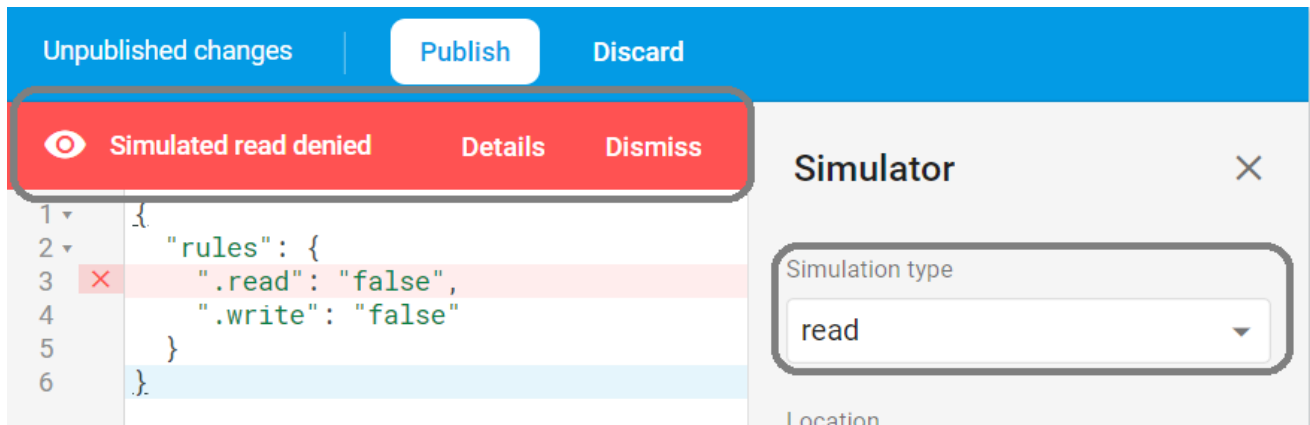 Unpublished changes Publish Discard
Simulated read denied Details Dismiss
Simulator
1 {
2 "rules": {
3 ".read": "false",
4 ".write": "false"
5 }
6 }
Simulation type
read
Location